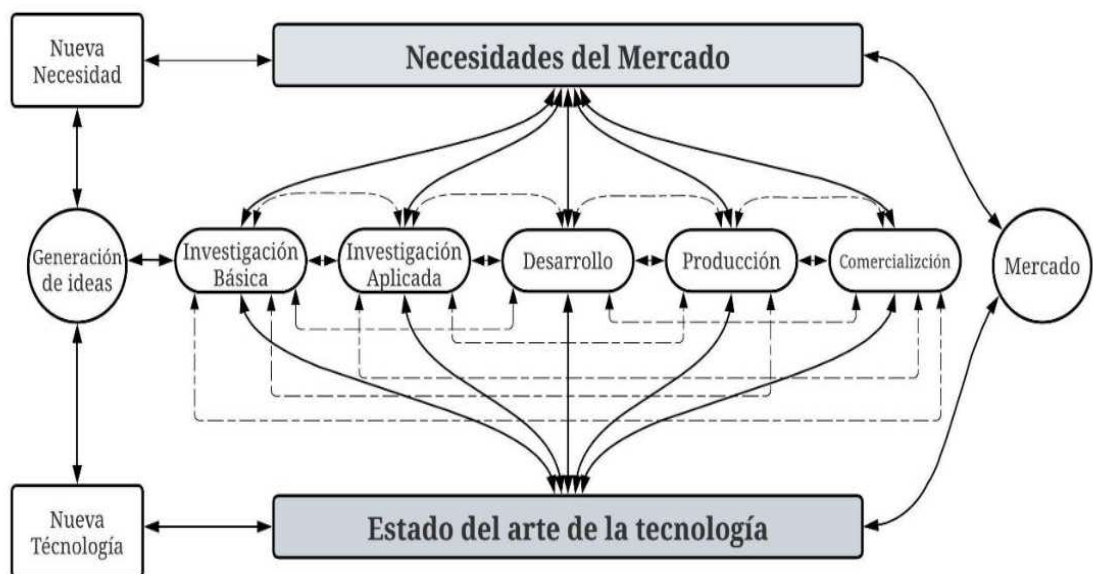 Nueva
Necesidad
Necesidades del Mercado
Generación
de ideas
Investigación
Básica
Investigación
Aplicada
Desarrollo
Producción
Comercializción
Mercado
Nueva
Técnología
Estado del arte de la tecnología